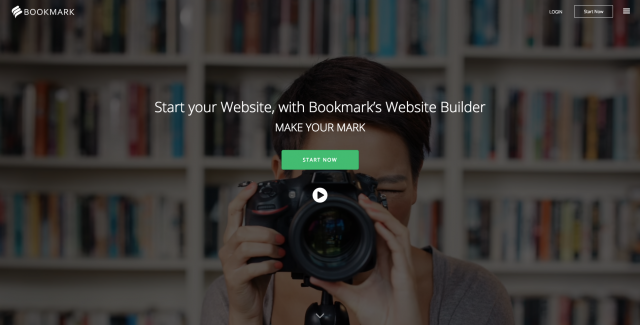 BOOKMARK
LOGIN
Start Now
Start your Website, with Bookmark's Website Builder
MAKE YOUR MARK
START NOW